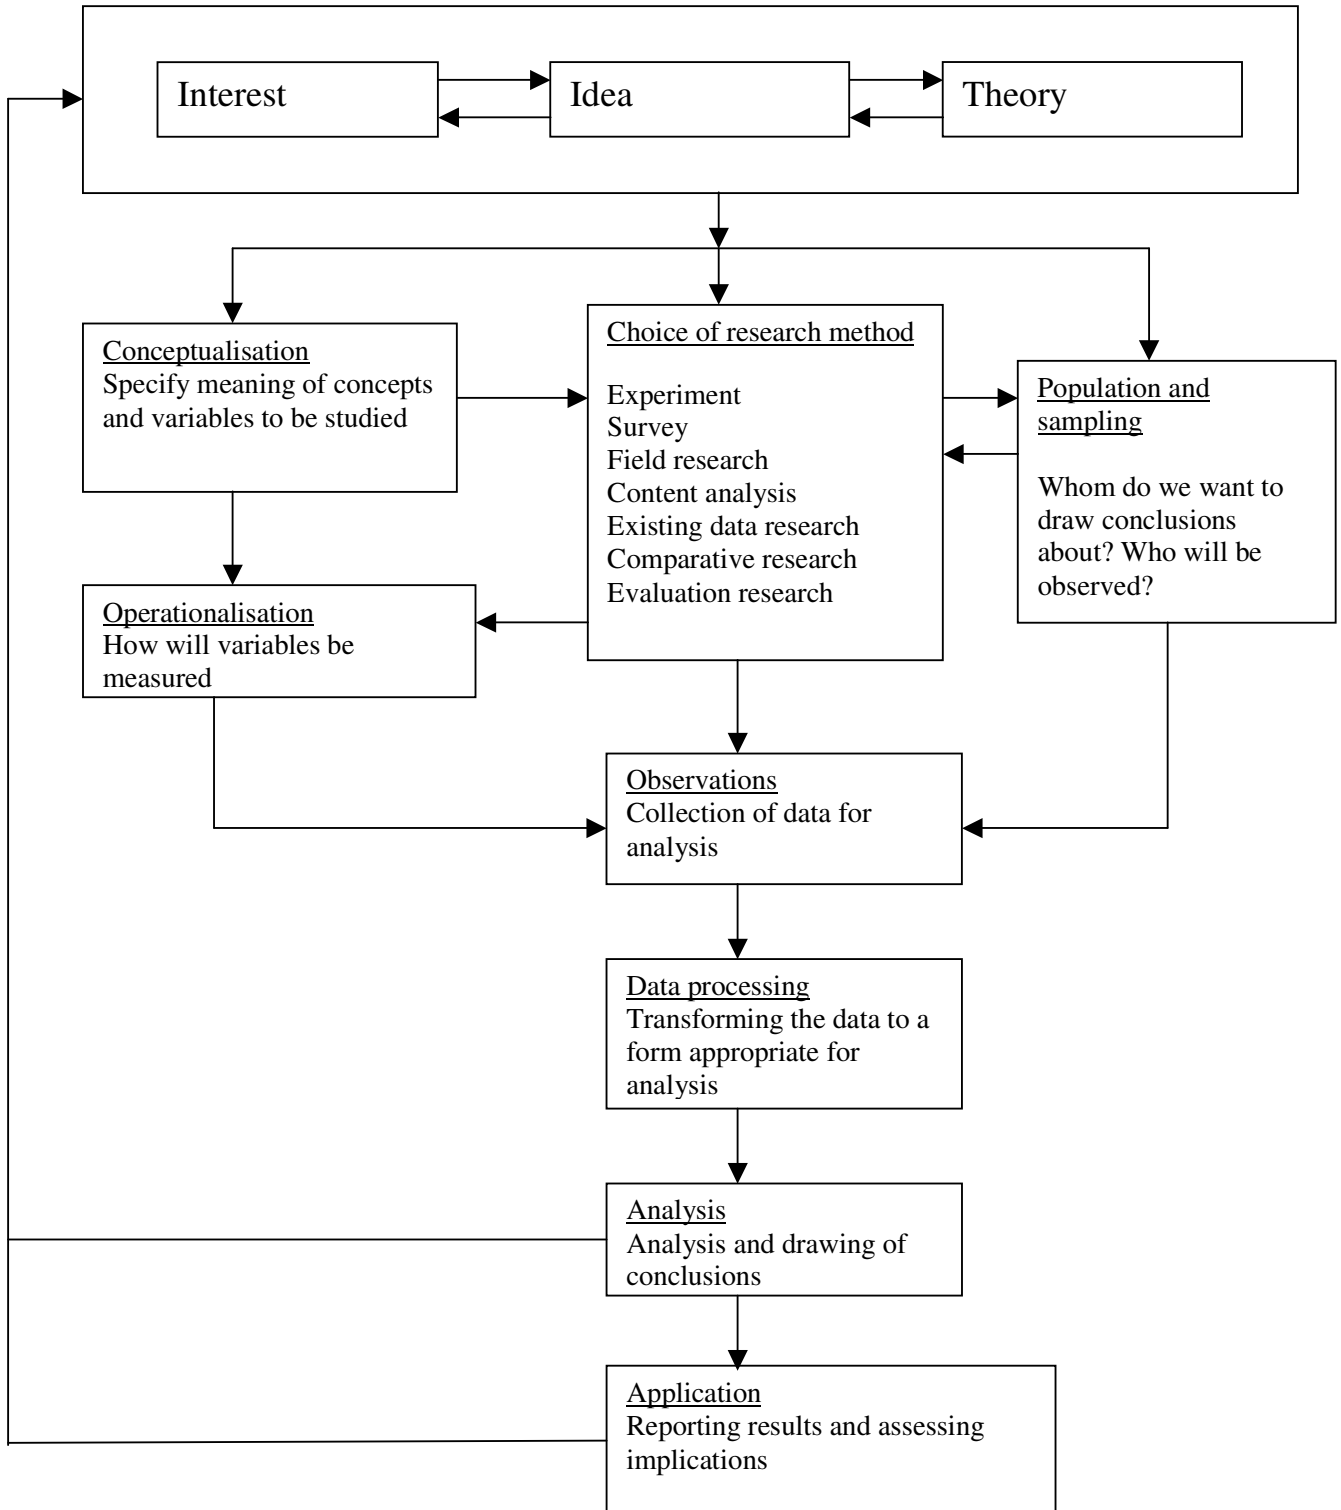 Interest
Idea
Theory
Conceptualisation
Specify meaning of concepts
and variables to be studied
Choice of research method
Experiment
Survey
Field research
Content analysis
Existing data research
Comparative research
Evaluation research
Population and
sampling
Whom do we want to
draw conclusions
about? Who will be
observed?
Operationalisation
How will variables be
measured
Observations
Collection of data for
analysis
Data processing
Transforming the data to a
form appropriate for
analysis
Analysis
Analysis and drawing of
conclusions
Application
Reporting results and assessing
implications